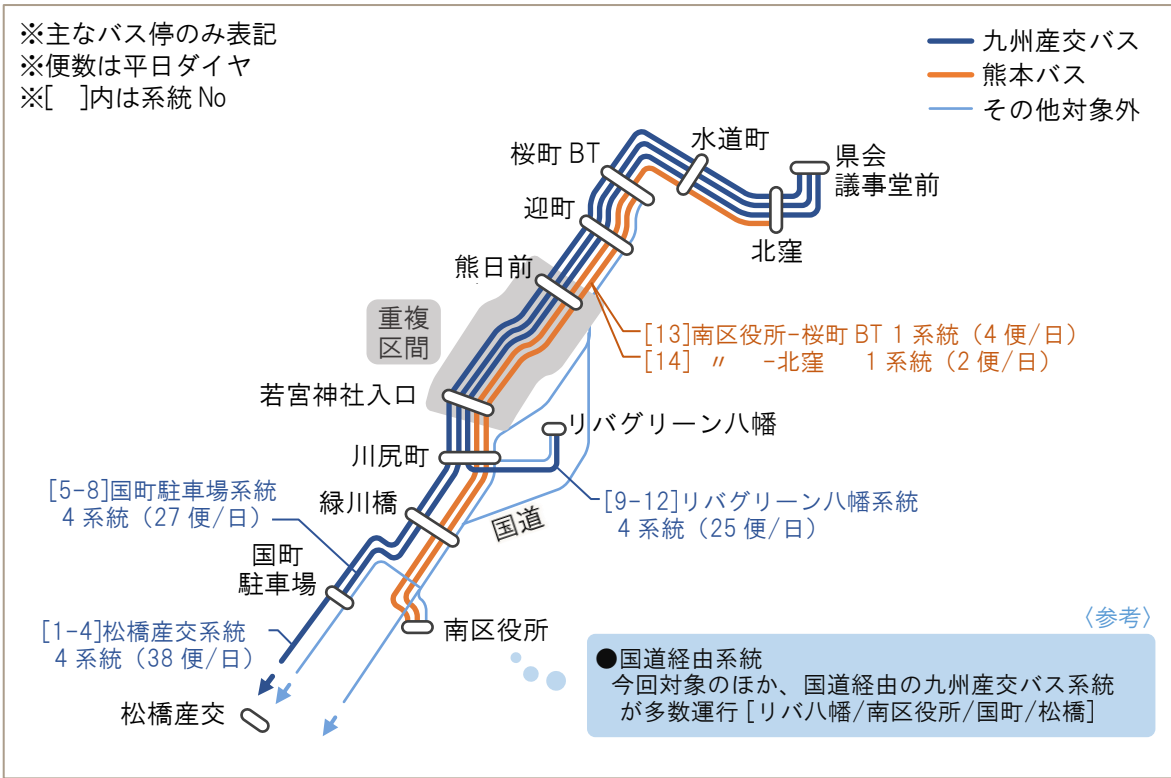 ※主なバス停のみ表記
※便数は平日ダイヤ
※[ ]内は系統 No
九州産交バス
熊本バス
その他対象外
水道町
桜町 BT
県会
議事堂前
迎町
北窪
熊日前
重複
区間
[13]南区役所-桜町 BT 1 系統（4 便/日）
[14] 〃 -北窪 1 系統（2 便/日）
若宮神社入口
リバグリーン八幡
川尻町
[5-8]国町駐車場系統
4 系統（27 便/日）
[9-12]リバグリーン八幡系統
4 系統（25 便/日）
緑川橋
国道
国町
駐車場
[1-4]松橋産交系統
4 系統（38 便/日）
南区役所
松橋産交
〈参考〉
●国道経由系統
今回対象のほか、国道経由の九州産交バス系統
が多数運行 [リバ八幡/南区役所/国町/松橋]